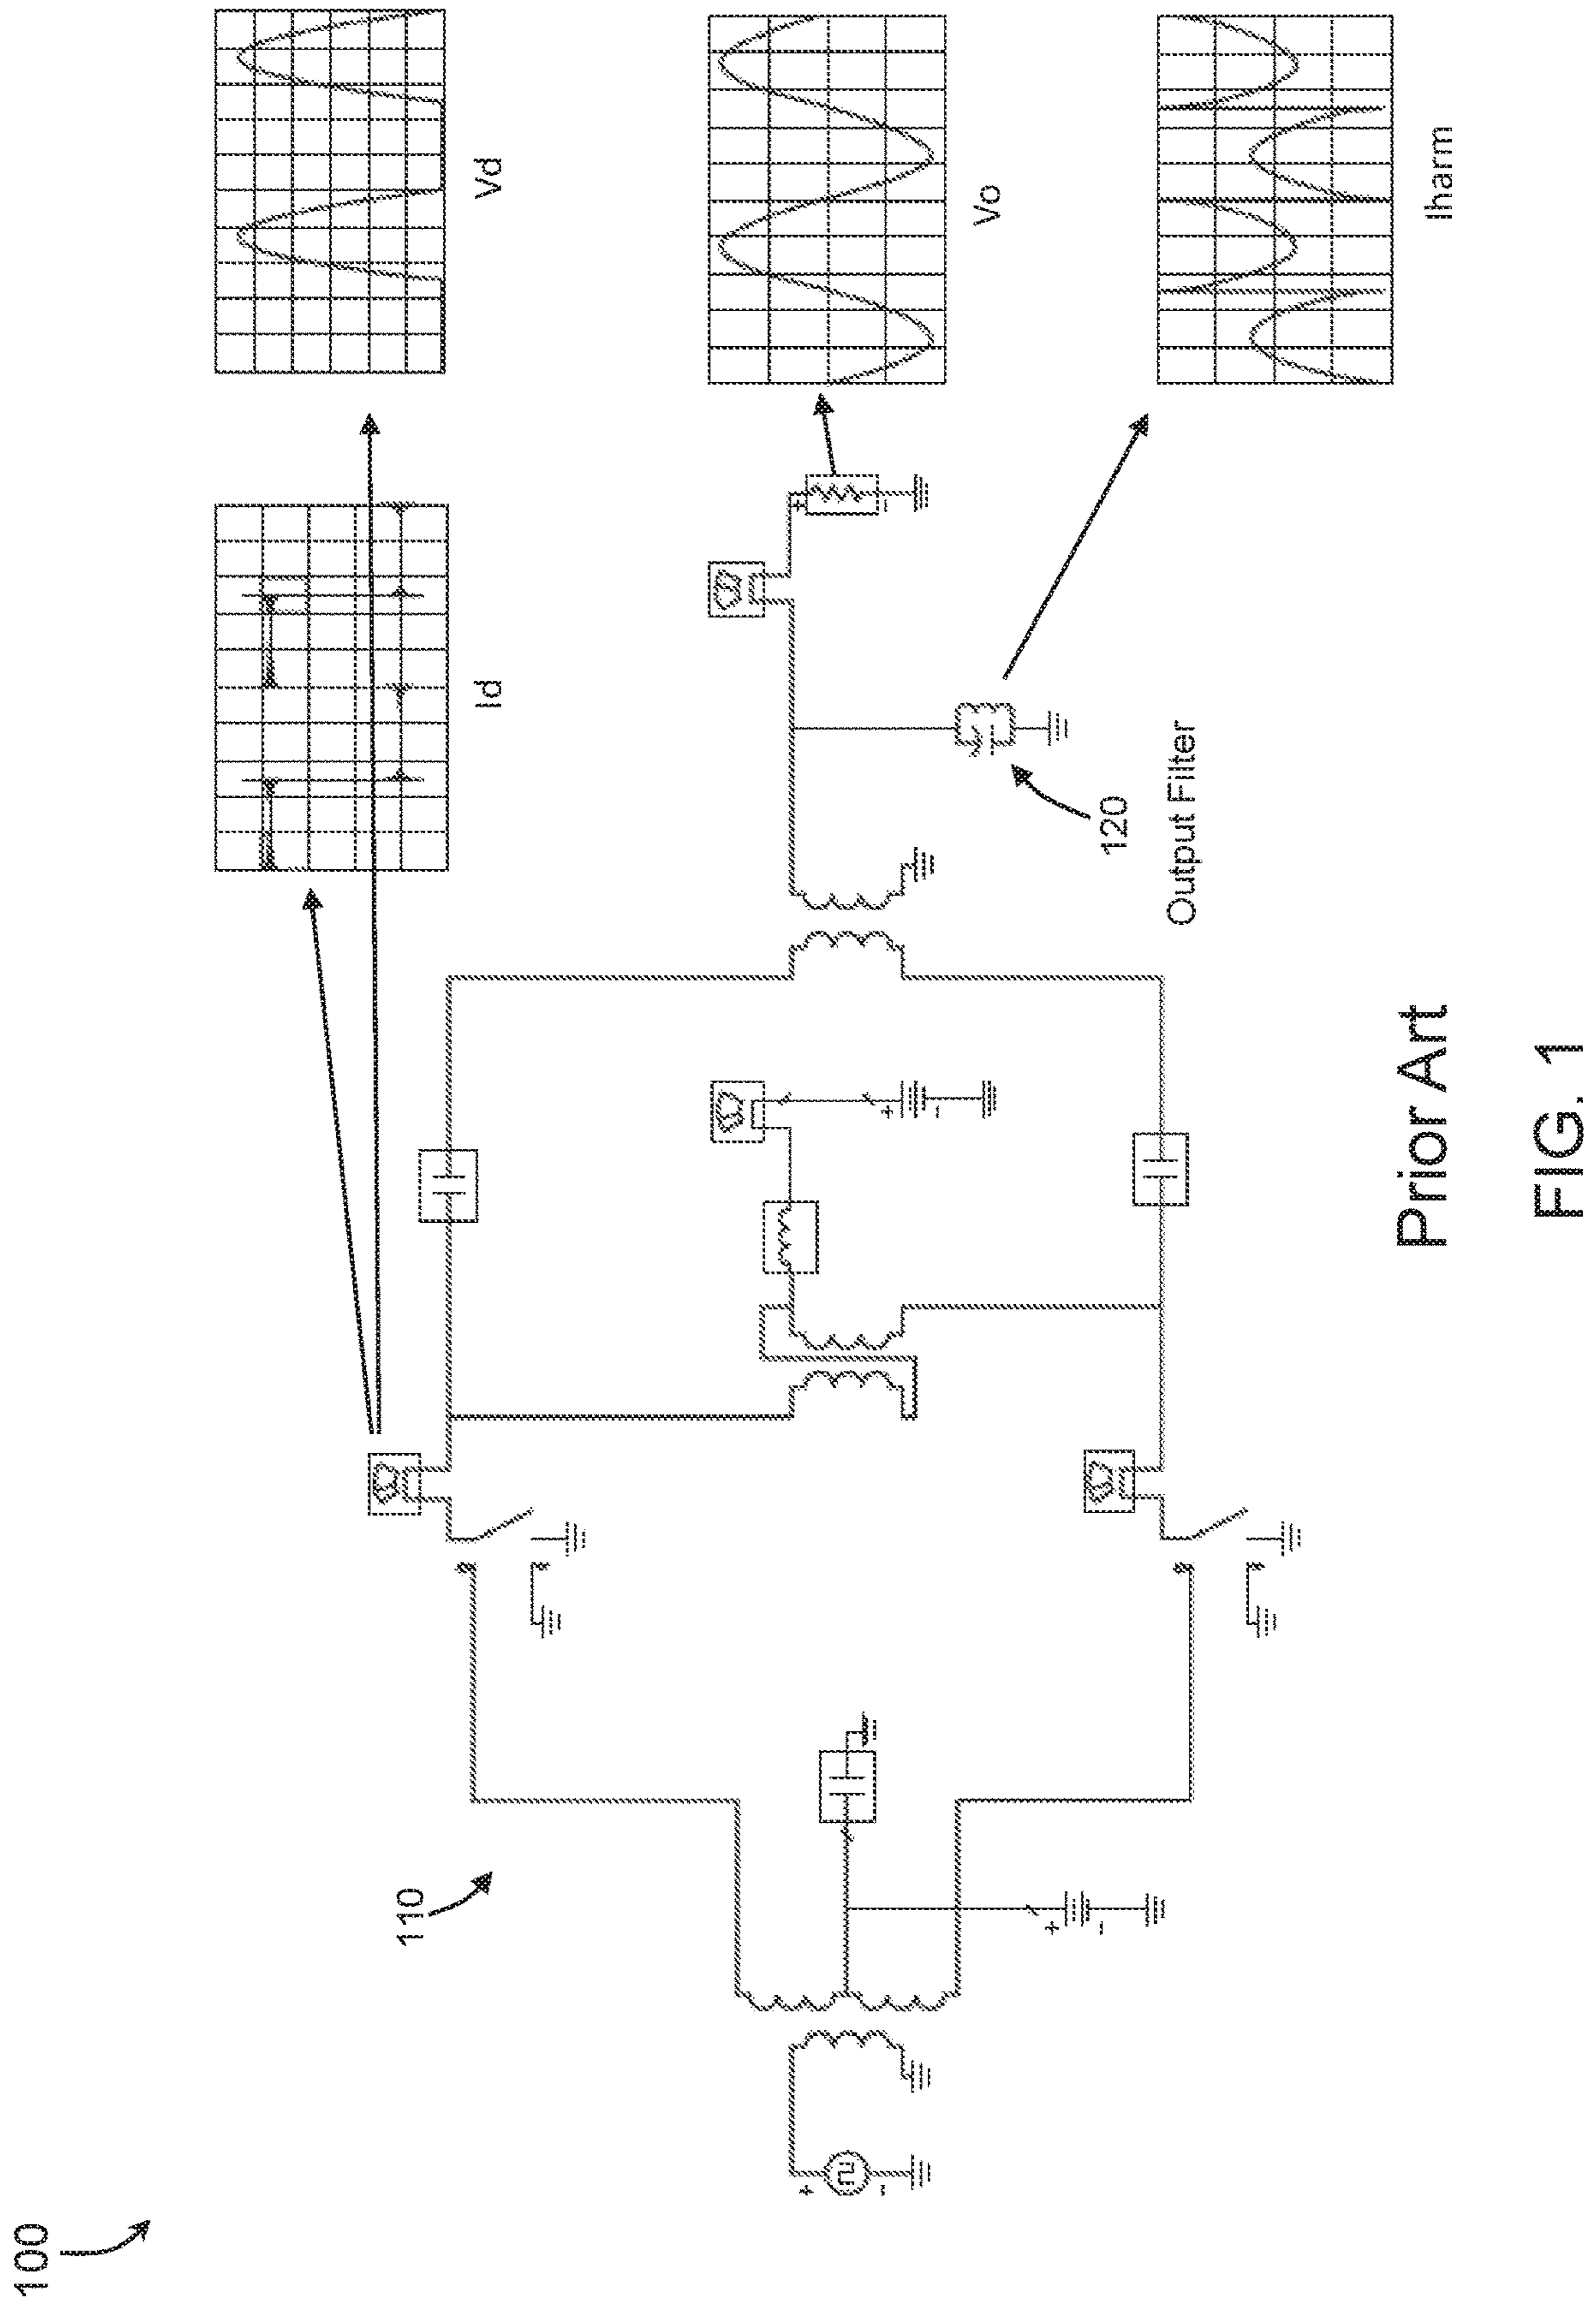 100
110
Id
Vd
Vo
120
Output Filter
Iharm
+
-
+
-
+
-
+
-
Prior Art
FIG. 1